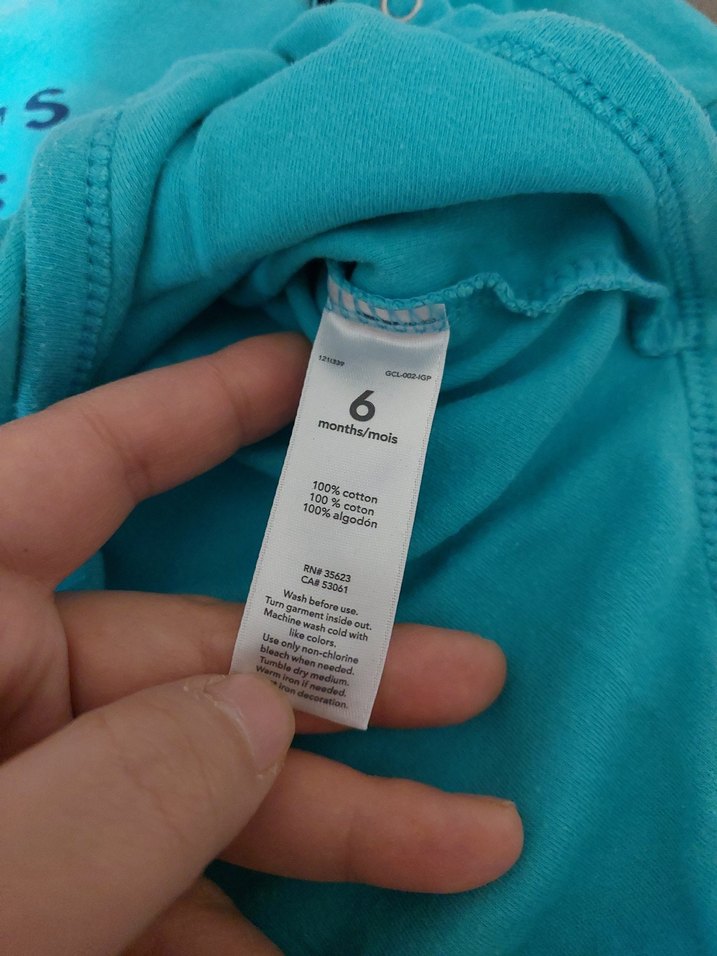 s
121I339
GCL-002-IGP
6
months/mois
100% cotton
100 % coton
100% algodón
RN# 35623
CA# 53061
Wash before use.
Turn garment inside out.
Machine wash cold with
like colors.
Use only non-chlorine
bleach when needed.
Tumble dry medium.
Warm iron if needed.
iron decoration.